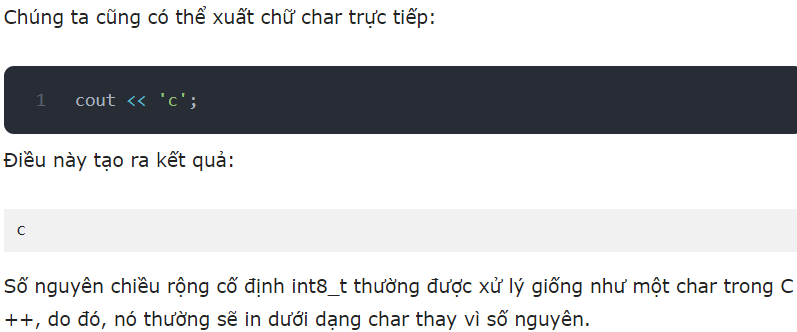 Chúng ta cũng có thể xuất chữ char trực tiếp:
1 cout << 'c';
Điều này tạo ra kết quả:
c
Số nguyên chiều rộng cố định int8_t thường được xử lý giống như một char trong C
++, do đó, nó thường sẽ in dưới dạng char thay vì số nguyên.